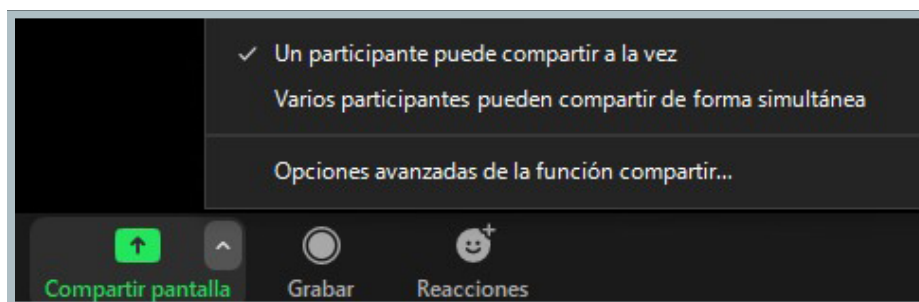 Un participante puede compartir a la vez
Varios participantes pueden compartir de forma simultánea
Opciones avanzadas de la función compartir...
Compartir pantalla
Grabar
Reacciones